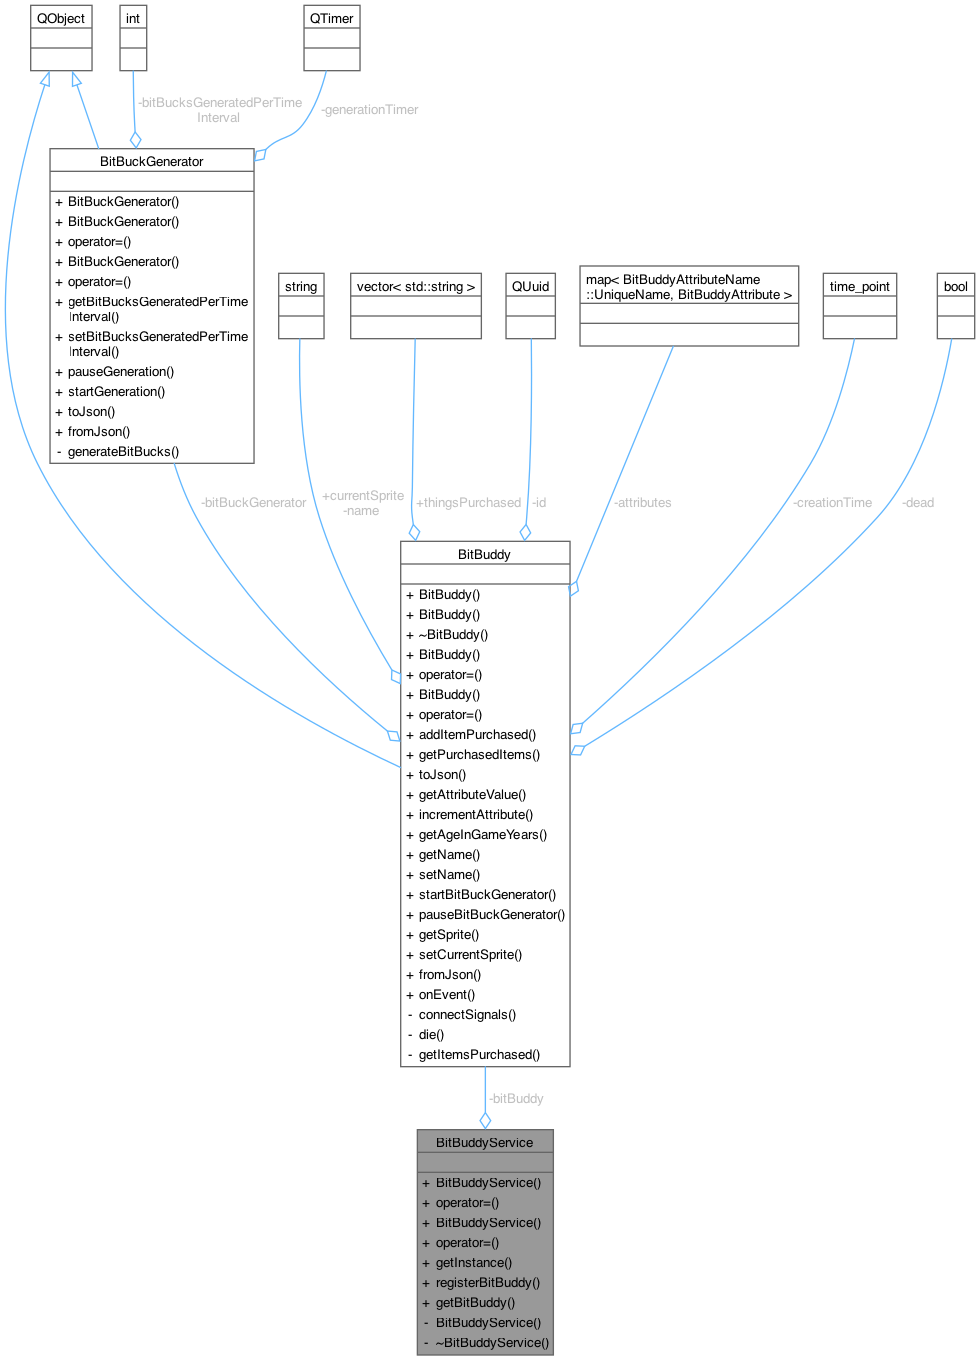 QObject
int
QTimer
-bitBucksGeneratedPerTime
Interval
-generationTimer
BitBuckGenerator
+ BitBuckGenerator()
+ BitBuckGenerator()
+ operator=()
+ BitBuckGenerator()
+ operator=()
+ getBitBucksGeneratedPerTime
Interval()
+ setBitBucksGeneratedPerTime
Interval()
+ pauseGeneration()
+ startGeneration()
+ toJson()
+ fromJson()
- generateBitBucks()
string
vector< std::string >
QUuid
map< BitBuddyAttributeName
::UniqueName, BitBuddyAttribute >
time_point
bool
-bitBuckGenerator
+currentSprite
-name
+thingsPurchased
-id
-attributes
-creationTime
-dead
BitBuddy
+ BitBuddy()
+ BitBuddy()
+ ~BitBuddy()
+ BitBuddy()
+ operator=()
+ BitBuddy()
+ operator=()
+ addItemPurchased()
+ getPurchasedItems()
+ toJson()
+ getAttributeValue()
+ incrementAttribute()
+ getAgeInGameYears()
+ getName()
+ setName()
+ startBitBuckGenerator()
+ pauseBitBuckGenerator()
+ getSprite()
+ setCurrentSprite()
+ fromJson()
+ onEvent()
- connectSignals()
- die()
- getItemsPurchased()
-bitBuddy
BitBuddyService
+ BitBuddyService()
+ operator=()
+ BitBuddyService()
+ operator=()
+ getInstance()
+ registerBitBuddy()
+ getBitBuddy()
- BitBuddyService()
- ~BitBuddyService()